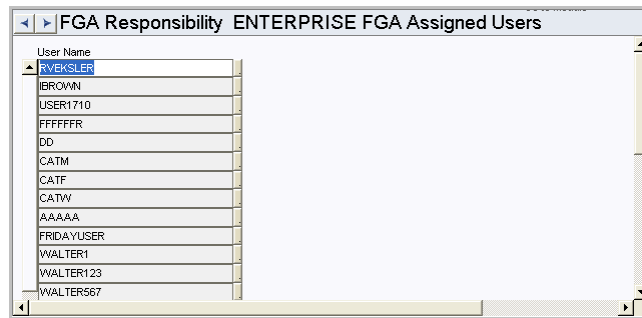 FGA Responsibility ENTERPRISE FGA Assigned Users
User Name
RVEKSLER
IBROWN
USER1710
FFFFFFR
DD
CATM
CATF
CATW
AAAAA
FRIDAYUSER
WALTER1
WALTER123
WALTER567